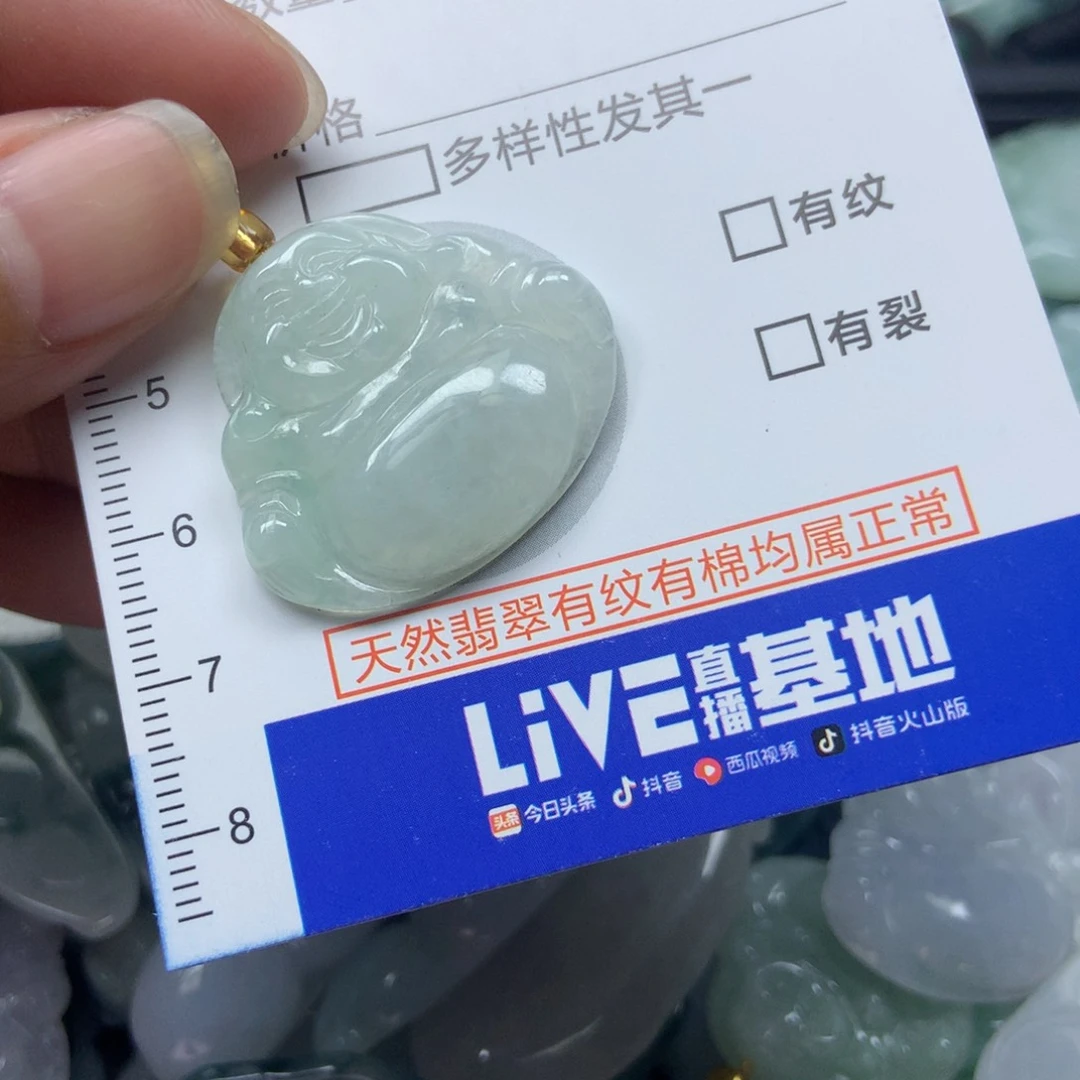 格
多样性发其一
有纹
有裂
5
6
7
8
天然翡翠有纹有棉均属正常
LiVE直播基地
头条 今日头条 抖音 西瓜视频 抖音火山版